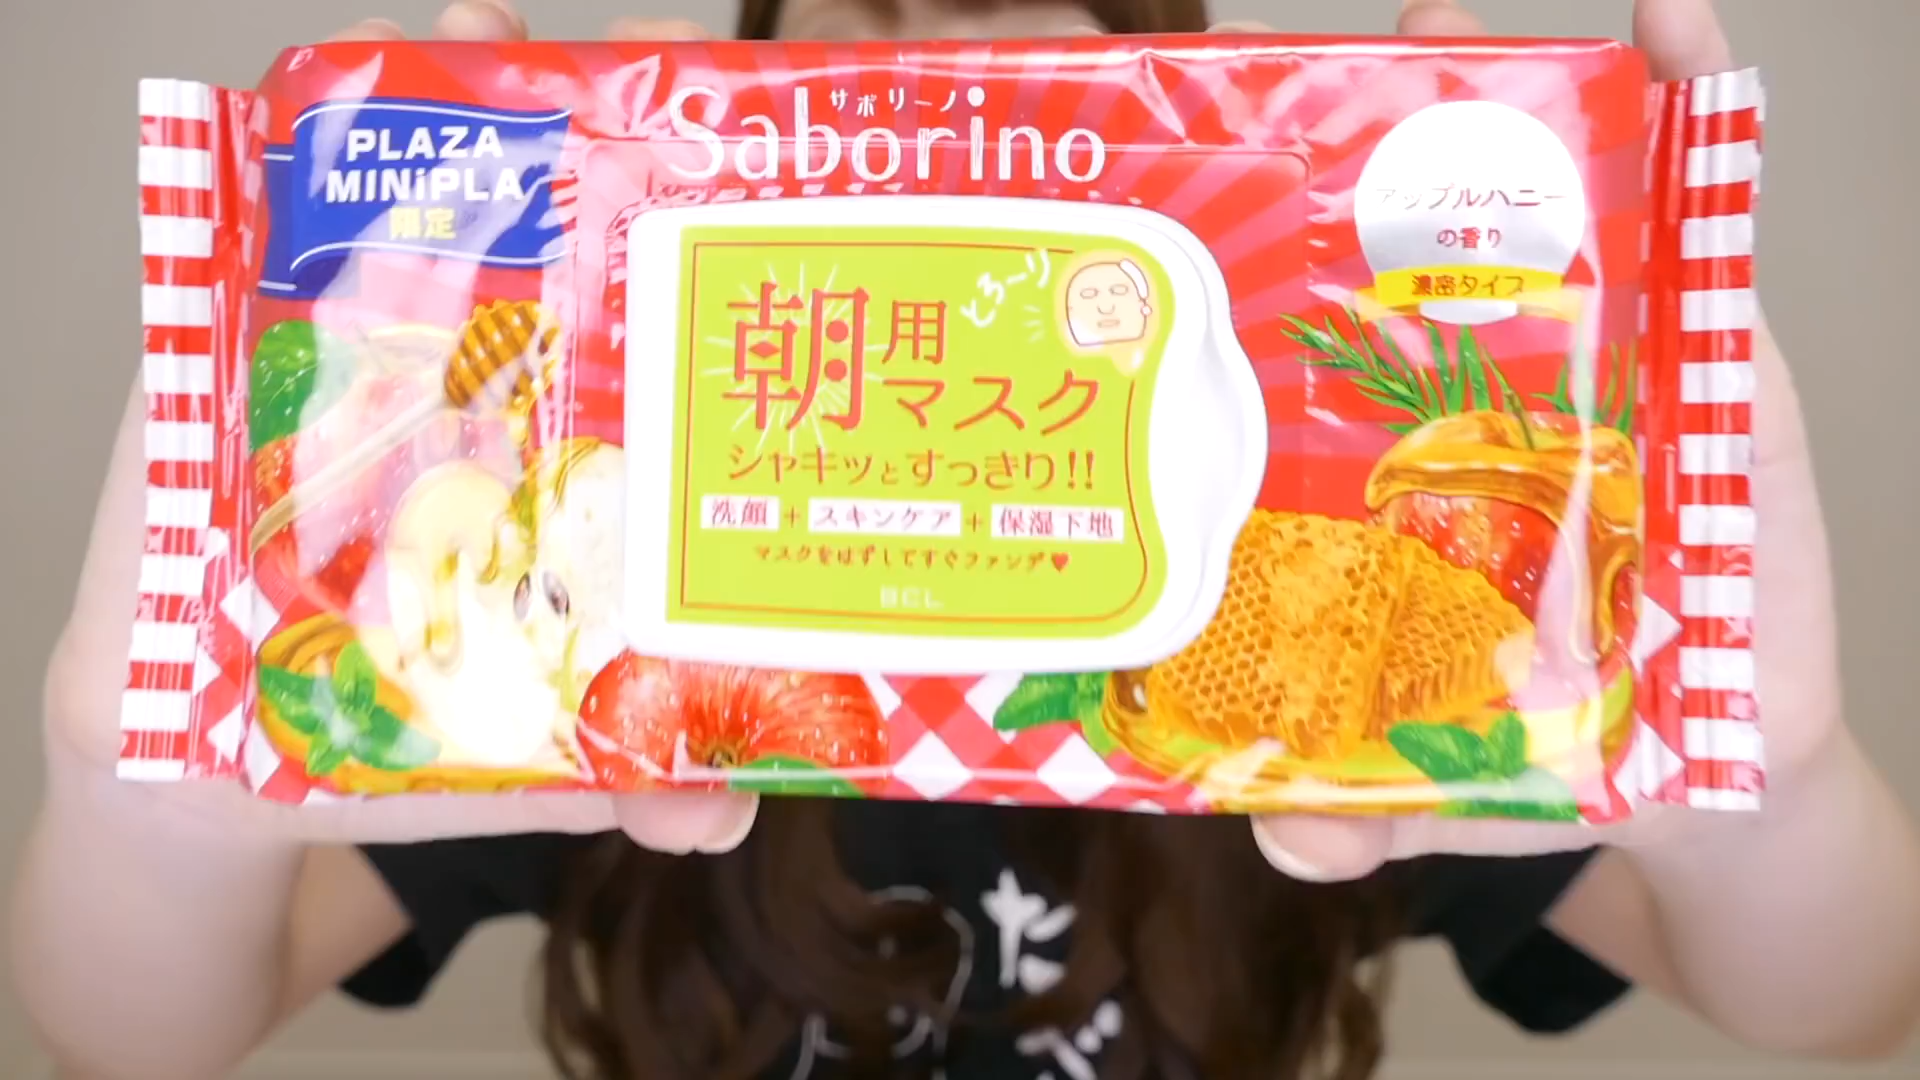 PLAZA
MINiPLA
限定
サボリーノ
Saborino
アップルハニー
の香り
濃密タイプ
とろーり
朝用
マスク
シャキッとすっきり!!
洗顔+スキンケア+保湿下地
マスクをはずしてすぐファンデ♥
BCL
たべ